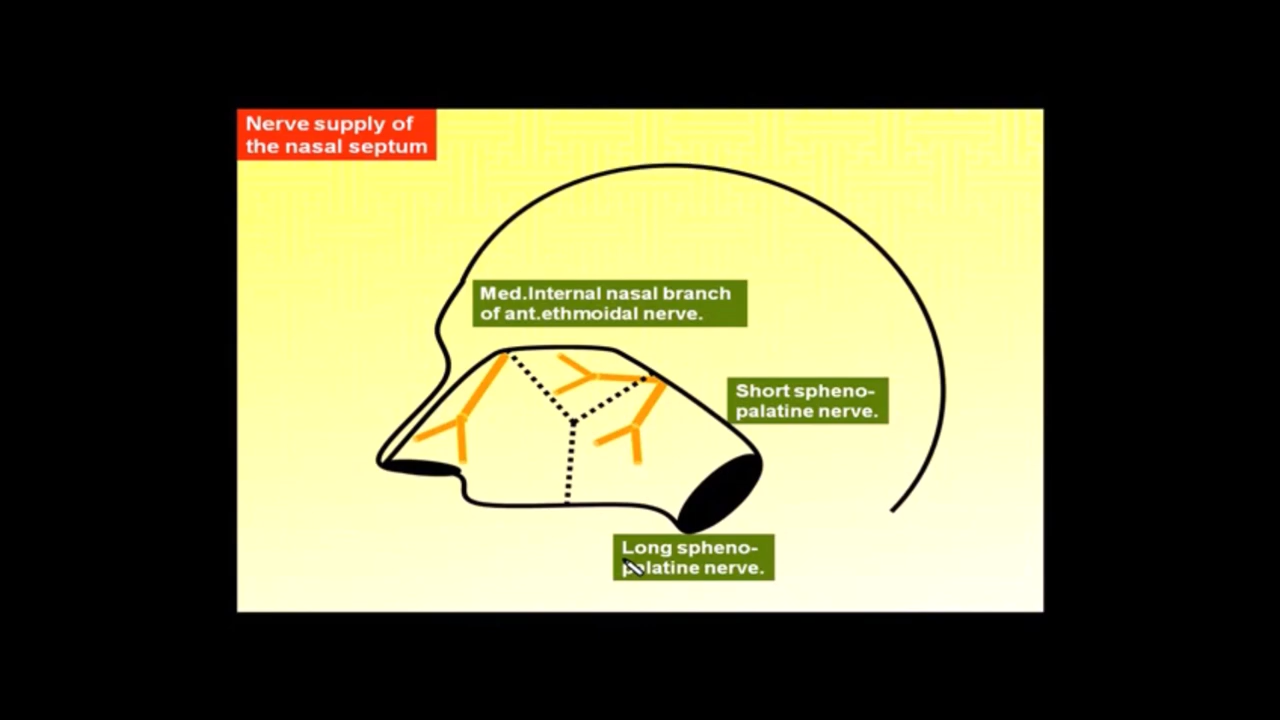 Nerve supply of
the nasal septum
Med.Internal nasal branch
of ant.ethmoidal nerve.
Short spheno-
palatine nerve.
Long spheno-
palatine nerve.